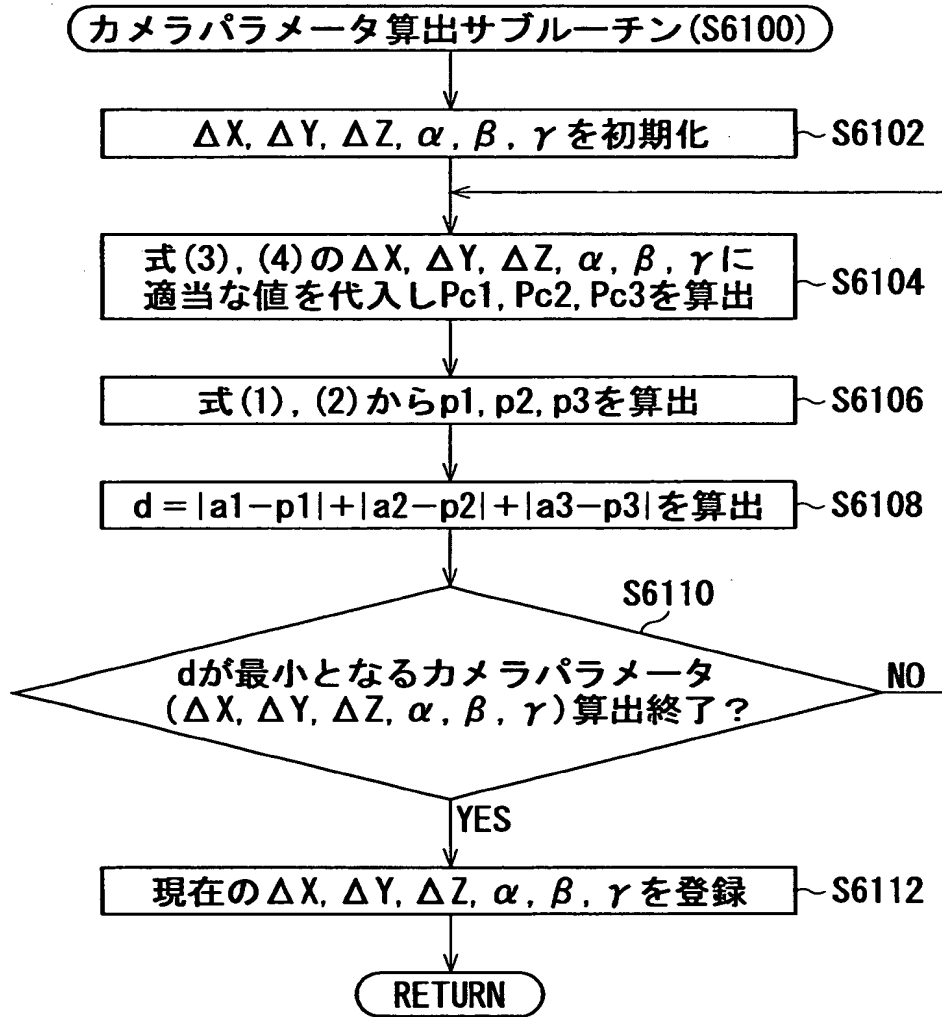 カメラパラメータ算出サブルーチン(S6100)
ΔX, ΔY, ΔZ, α, β, γを初期化
S6102
式(3), (4)のΔX, ΔY, ΔZ, α, β, γに
適当な値を代入しPc1, Pc2, Pc3を算出
S6104
式(1), (2)からp1, p2, p3を算出
S6106
d=|a1-p1|+|a2-p2|+|a3-p3|を算出
S6108
S6110
dが最小となるカメラパラメータ
(ΔX, ΔY, ΔZ, α, β, γ)算出終了?
NO
YES
現在のΔX, ΔY, ΔZ, α, β, γを登録
S6112
RETURN